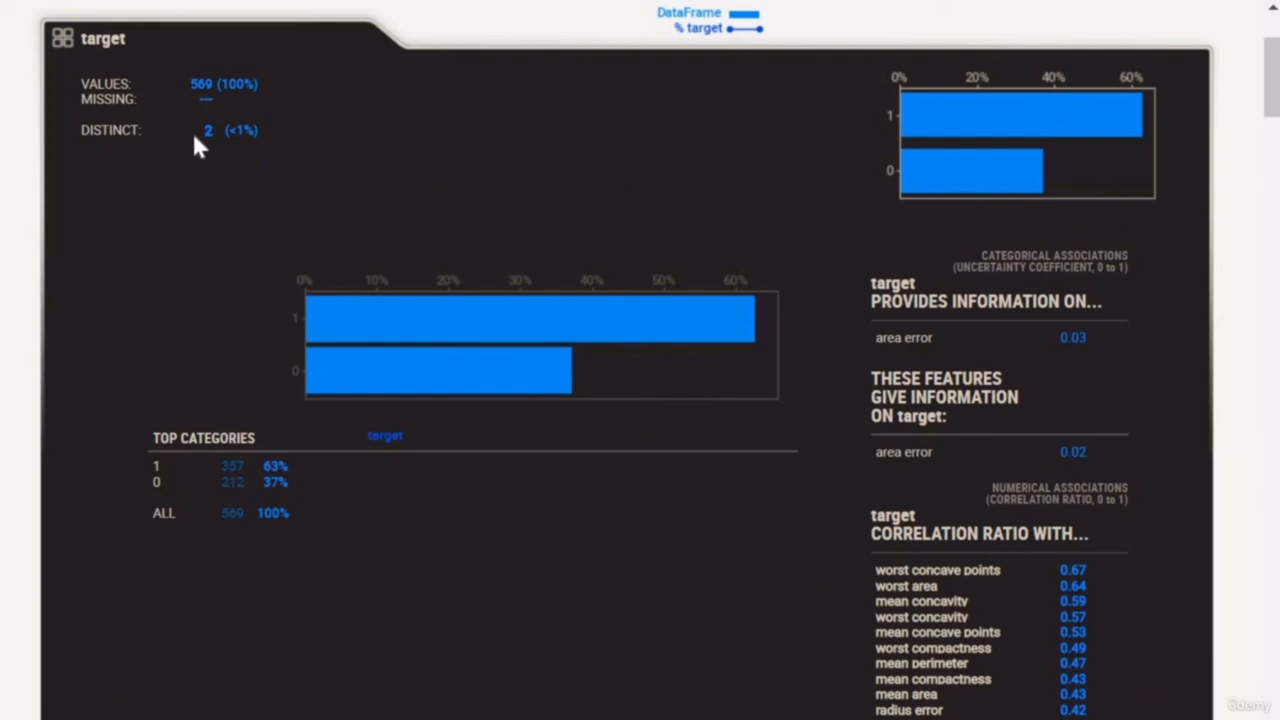 DataFrame
% target
target
VALUES: 569 (100%)
MISSING: ---
DISTINCT: 2 (<1%)
0% 20% 40% 60%
1
0
0% 10% 20% 30% 40% 50% 60%
1
0
TOP CATEGORIES target
1 357 63%
0 212 37%
ALL 569 100%
CATEGORICAL ASSOCIATIONS
(UNCERTAINTY COEFFICIENT, 0 to 1)
target
PROVIDES INFORMATION ON...
area error 0.03
THESE FEATURES
GIVE INFORMATION
ON target:
area error 0.02
NUMERICAL ASSOCIATIONS
(CORRELATION RATIO, 0 to 1)
target
CORRELATION RATIO WITH...
worst concave points 0.67
worst area 0.64
mean concavity 0.59
worst concavity 0.57
mean concave points 0.53
worst compactness 0.49
mean perimeter 0.47
mean compactness 0.43
mean area 0.43
radius error 0.42
ûdemy